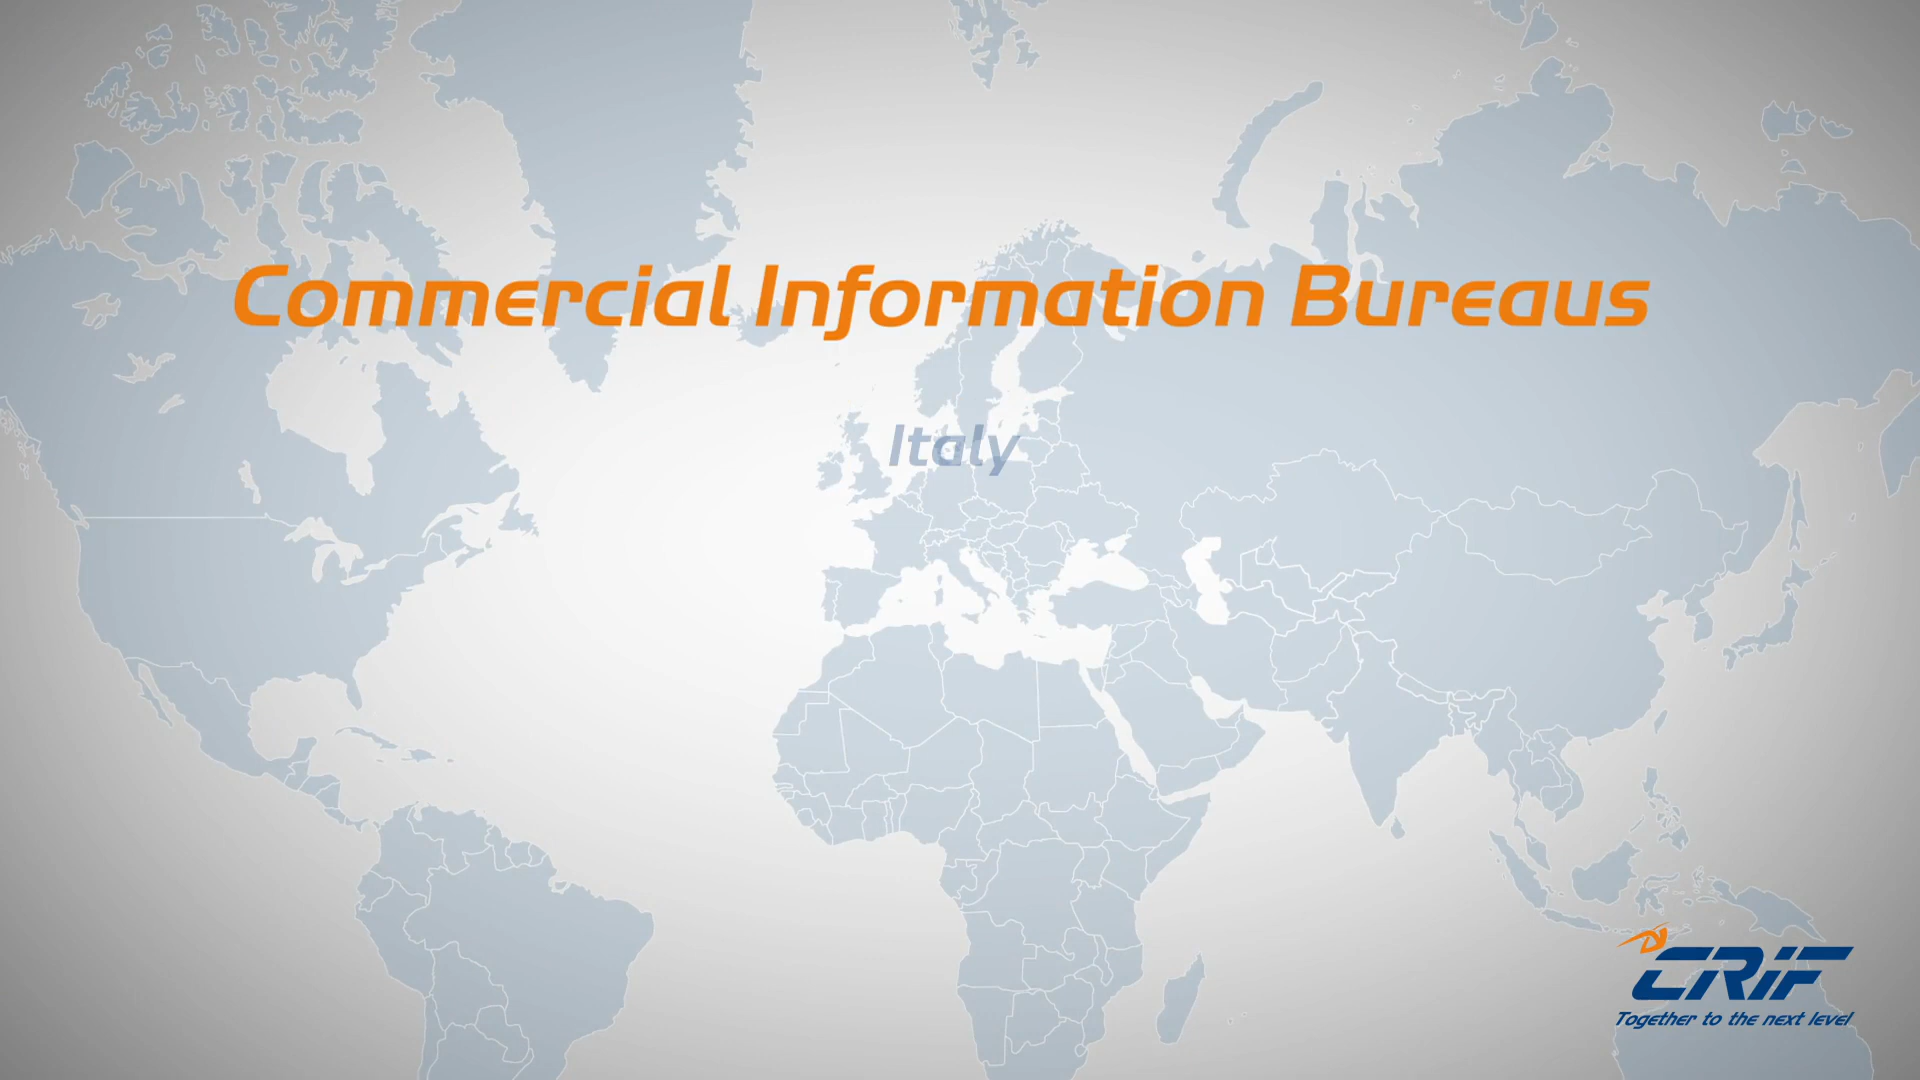 Commercial Information Bureaus
Italy
CRIF
Together to the next level